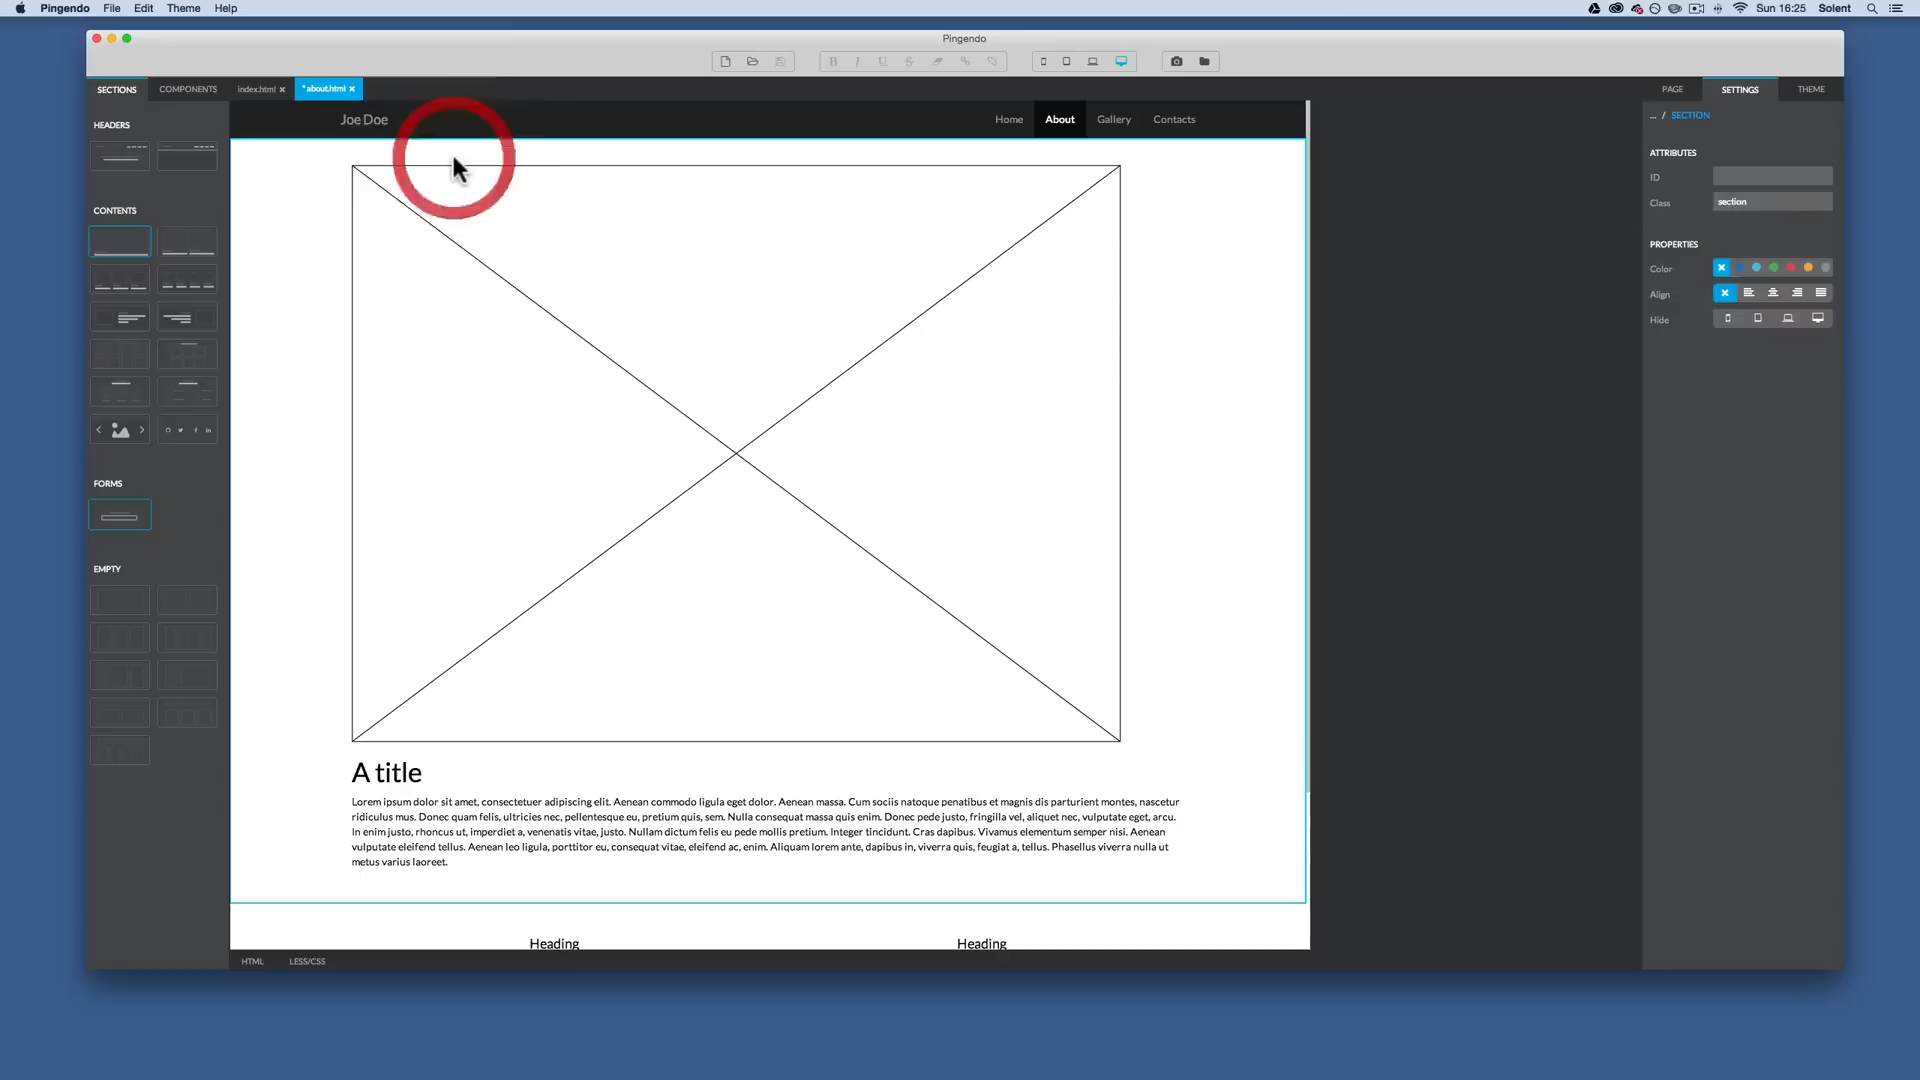 Pingendo File Edit Theme Help Sun 16:25 Solent
Pingendo
SECTIONS COMPONENTS index.html *about.html PAGE SETTINGS THEME
HEADERS
Joe Doe Home About Gallery Contacts
... / SECTION
ATTRIBUTES
ID
Class section
CONTENTS
PROPERTIES
Color
Align
Hide
FORMS
EMPTY
A title
Lorem ipsum dolor sit amet, consectetuer adipiscing elit. Aenean commodo ligula eget dolor. Aenean massa. Cum sociis natoque penatibus et magnis dis parturient montes, nascetur
ridiculus mus. Donec quam felis, ultricies nec, pellentesque eu, pretium quis, sem. Nulla consequat massa quis enim. Donec pede justo, fringilla vel, aliquet nec, vulputate eget, arcu.
In enim justo, rhoncus ut, imperdiet a, venenatis vitae, justo. Nullam dictum felis eu pede mollis pretium. Integer tincidunt. Cras dapibus. Vivamus elementum semper nisi. Aenean
vulputate eleifend tellus. Aenean leo ligula, porttitor eu, consequat vitae, eleifend ac, enim. Aliquam lorem ante, dapibus in, viverra quis, feugiat a, tellus. Phasellus viverra nulla ut
metus varius laoreet.
Heading Heading
HTML LESS/CSS